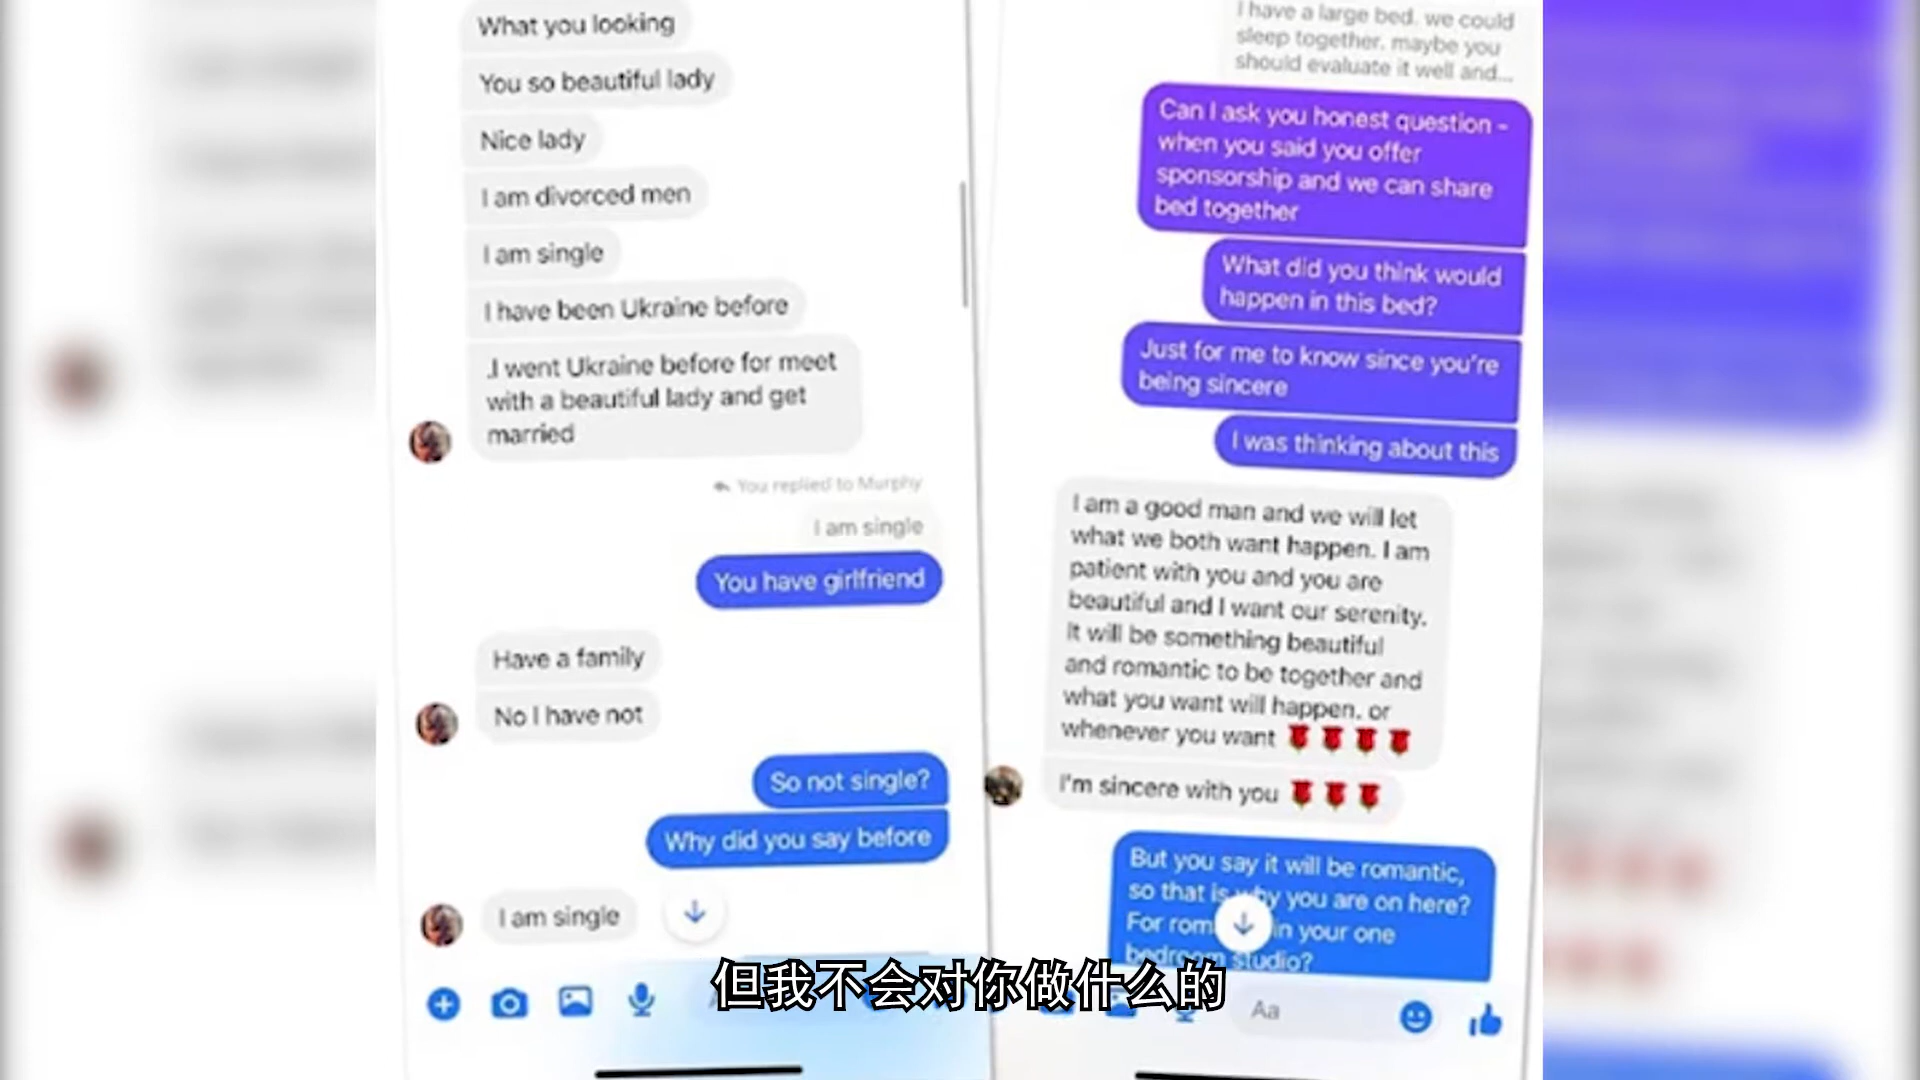 What you looking
You so beautiful lady
Nice lady
I am divorced men
I am single
I have been Ukraine before
.I went Ukraine before for meet
with a beautiful lady and get
married
You replied to Murphy
I am single
You have girlfriend
Have a family
No I have not
So not single?
Why did you say before
I am single
I have a large bed. we could
sleep together. maybe you
should evaluate it well and...
Can I ask you honest question -
when you said you offer
sponsorship and we can share
bed together
What did you think would
happen in this bed?
Just for me to know since you're
being sincere
I was thinking about this
I am a good man and we will let
what we both want happen. I am
patient with you and you are
beautiful and I want our serenity.
It will be something beautiful
and romantic to be together and
what you want will happen. or
whenever you want 🌹🌹🌹🌹
I'm sincere with you 🌹🌹🌹
But you say it will be romantic,
so that is why you are on here?
For rom in your one
bedroom studio?
Aa
但我不会对你做什么的